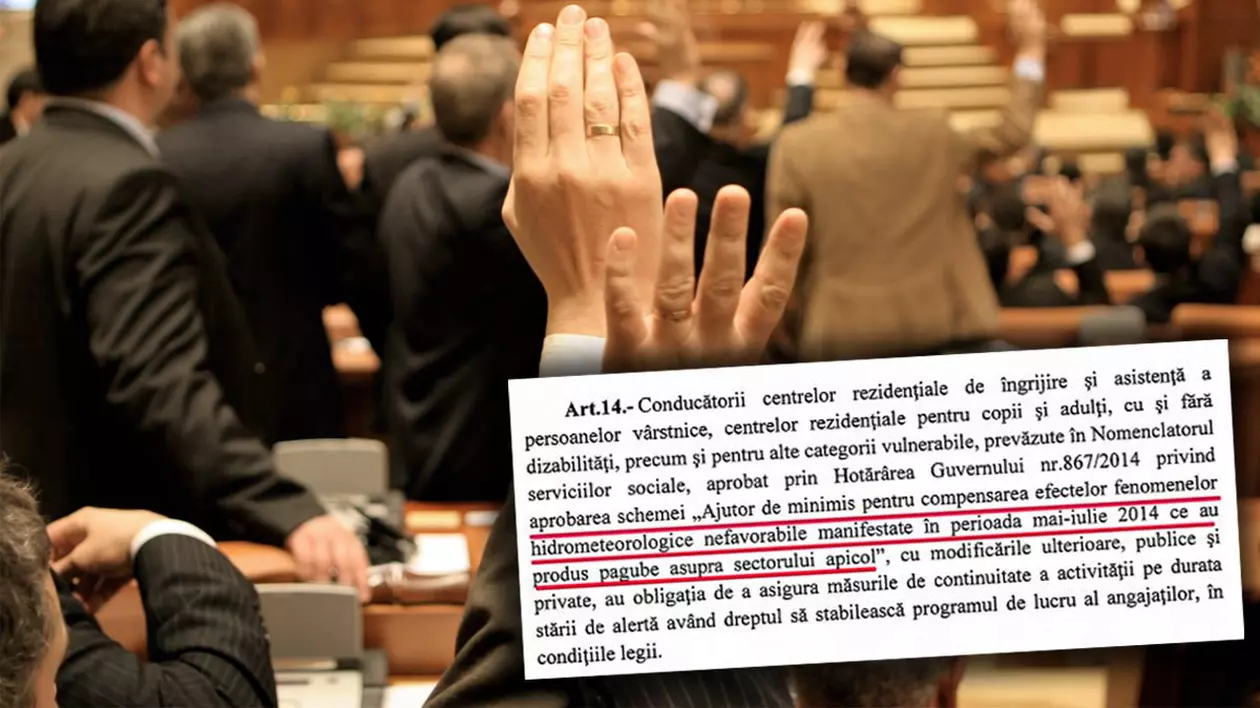 Art.14.- Conducătorii centrelor rezidenţiale de îngrijire şi asistenţă a
persoanelor vârstnice, centrelor rezidenţiale pentru copii şi adulţi, cu şi fără
dizabilităţi, precum şi pentru alte categorii vulnerabile, prevăzute în Nomenclatorul
serviciilor sociale, aprobat prin Hotărârea Guvernului nr.867/2014 privind
aprobarea schemei „Ajutor de minimis pentru compensarea efectelor fenomenelor
hidrometeorologice nefavorabile manifestate în perioada mai-iulie 2014 ce au
produs pagube asupra sectorului apicol”, cu modificările ulterioare, publice şi
private, au obligaţia de a asigura măsurile de continuitate a activităţii pe durata
stării de alertă având dreptul să stabilească programul de lucru al angajaţilor, în
condiţiile legii.